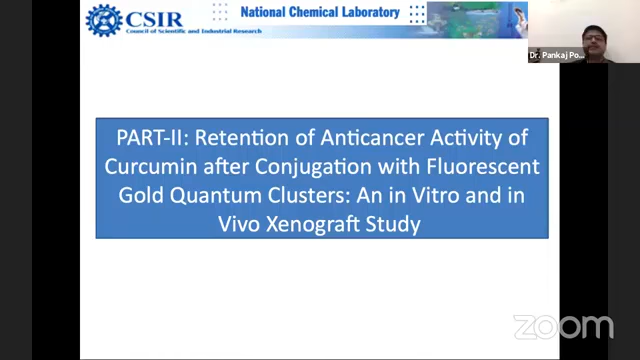 CSIR
Council of Scientific and Industrial Research
National Chemical Laboratory
Dr. Pankaj Po...
PART-II: Retention of Anticancer Activity of
Curcumin after Conjugation with Fluorescent
Gold Quantum Clusters: An in Vitro and in
Vivo Xenograft Study
zoom